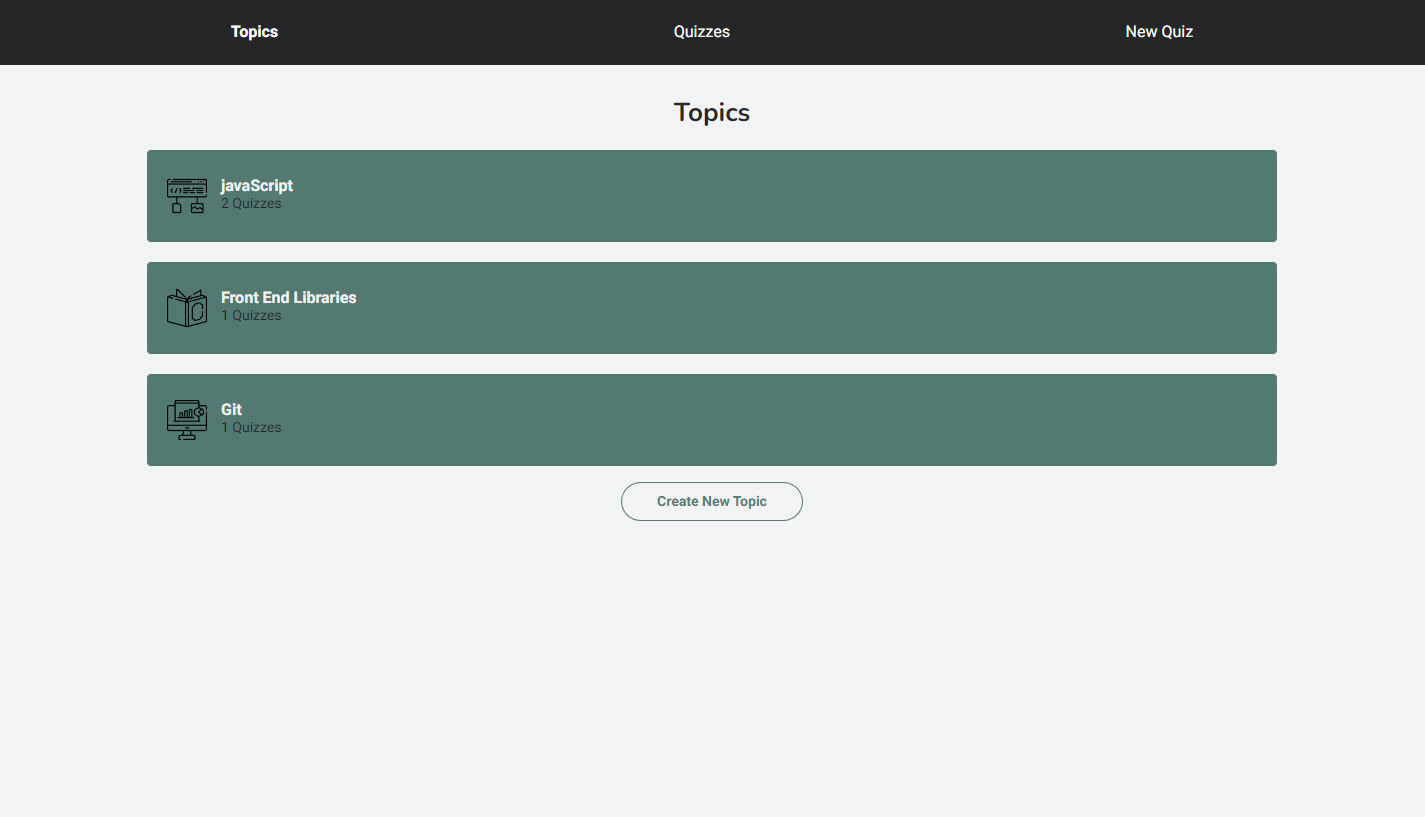 Topics
Quizzes
New Quiz
Topics
javaScript
2 Quizzes
Front End Libraries
1 Quizzes
Git
1 Quizzes
Create New Topic